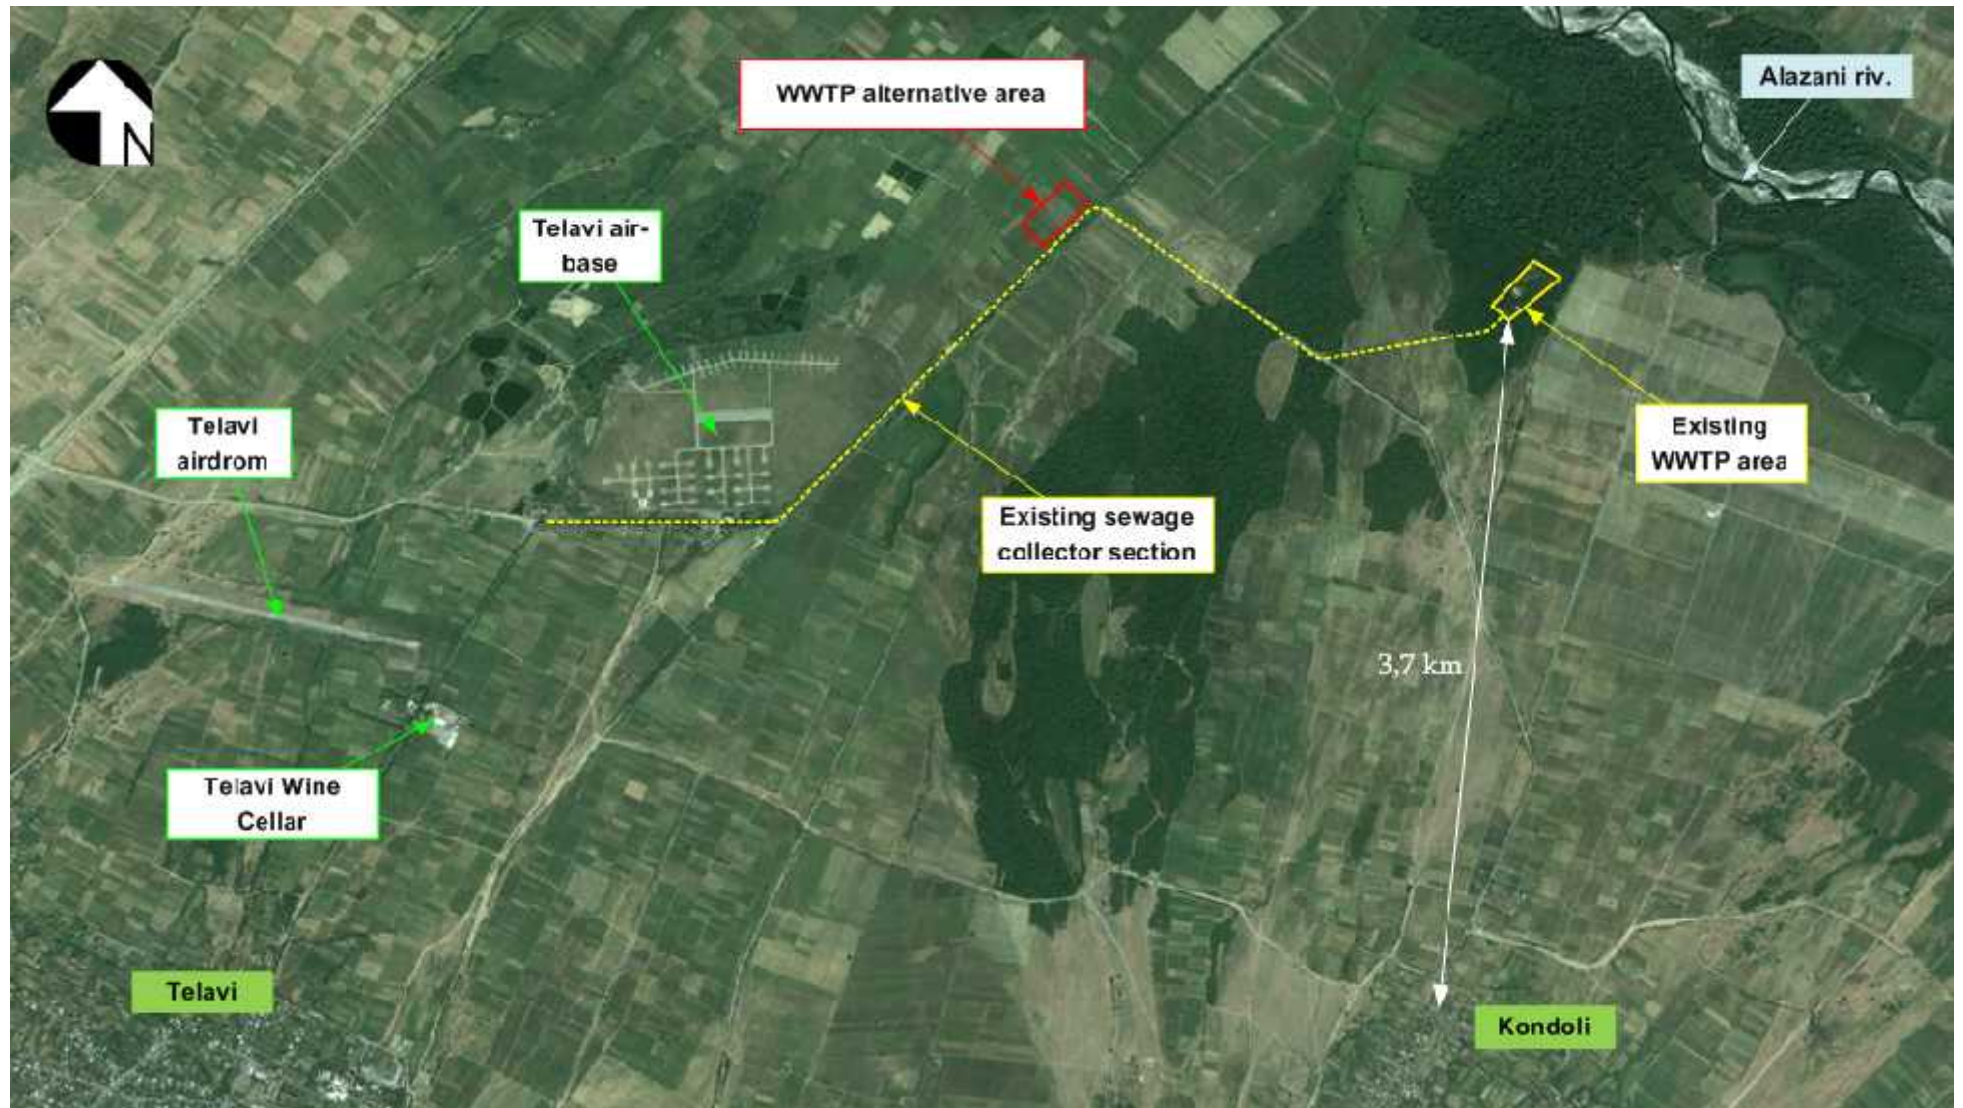 WWTP alternative area
Alazani riv.
N
Telavi air-
base
Telavi
airdrom
Existing
WWTP area
Existing sewage
collector section
3,7 km
Telavi Wine
Cellar
Telavi
Kondoli